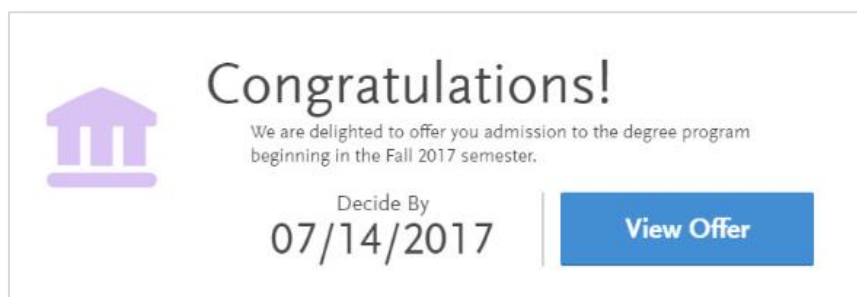 Congratulations!
We are delighted to offer you admission to the degree program
beginning in the Fall 2017 semester.
Decide By
07/14/2017
View Offer